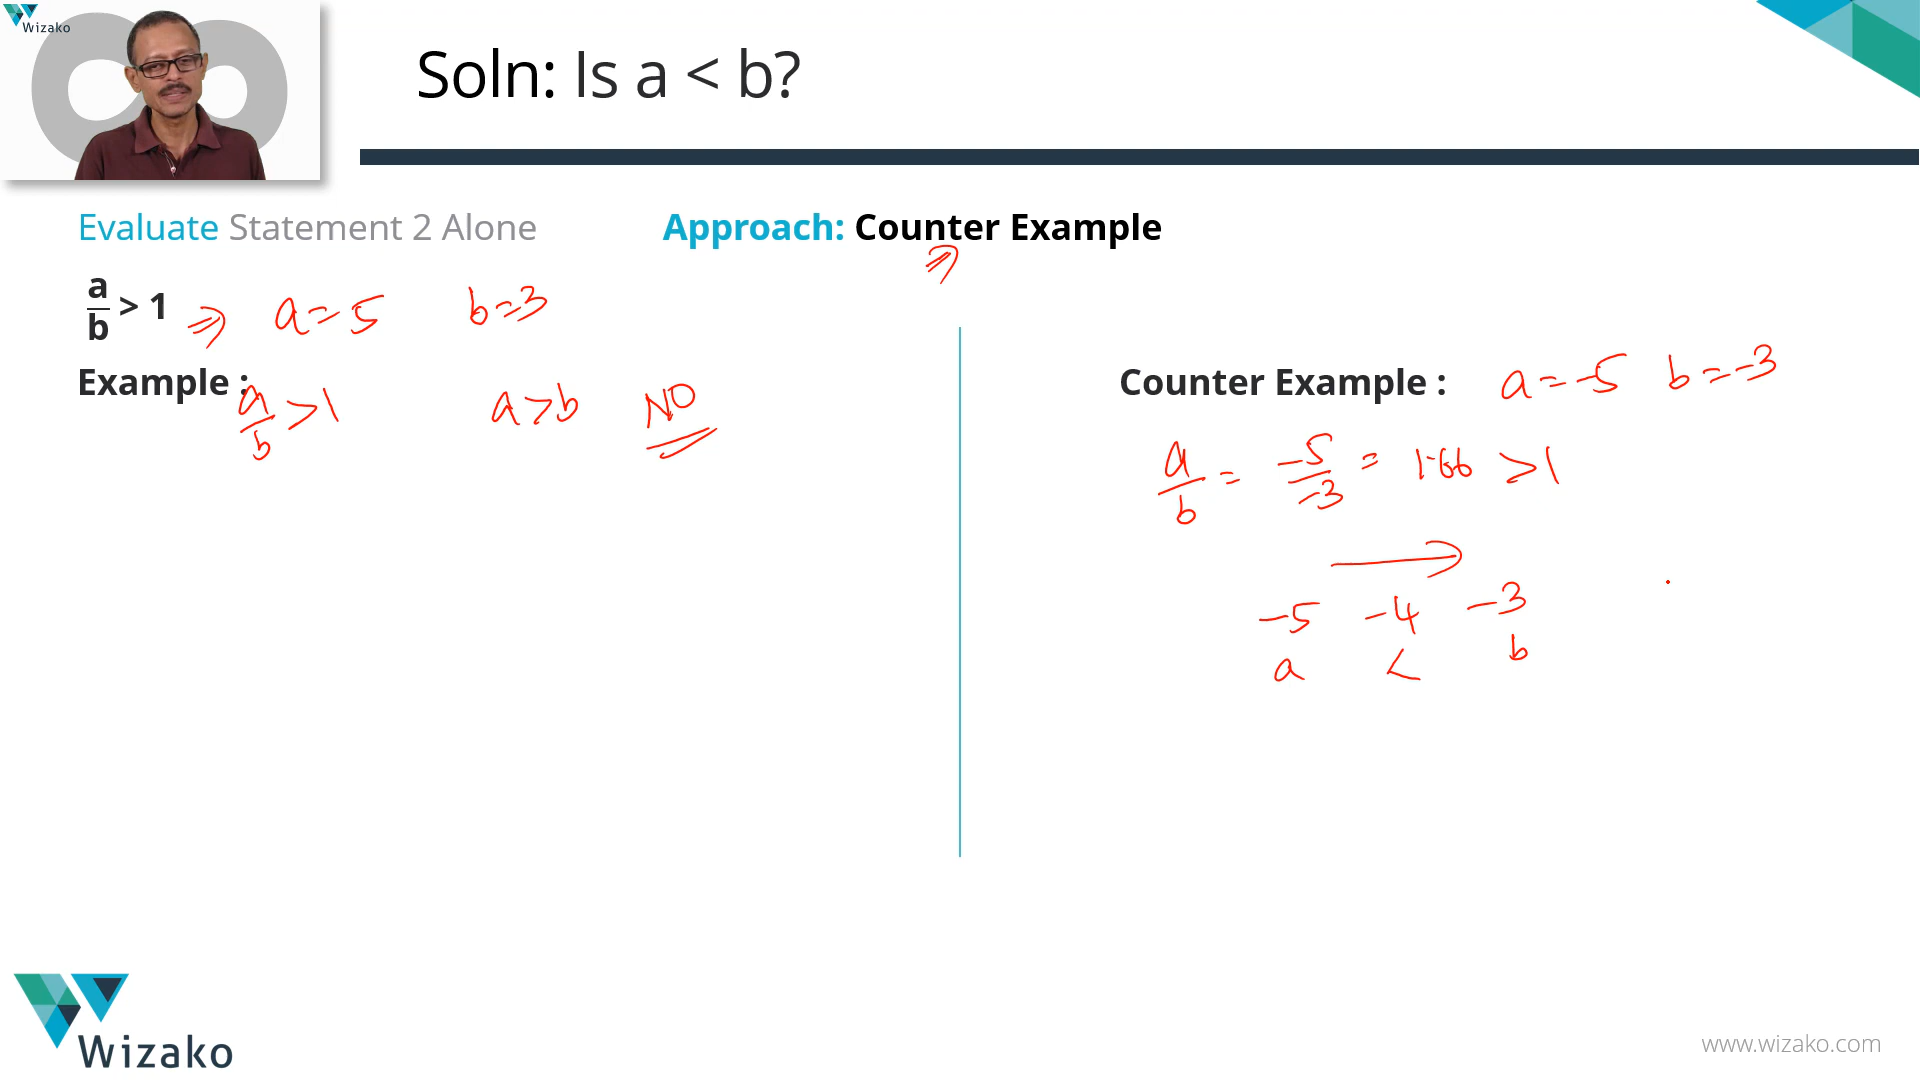 Wizako
Soln: Is a < b?
Evaluate Statement 2 Alone
Approach: Counter Example
⇒
a/b > 1 ⇒ a = 5 b = 3
Example :
a/b > 1 a > b NO
Counter Example : a = -5 b = -3
a/b = -5/-3 = 1.66 > 1
-5 -4 -3
a < b
Wizako
www.wizako.com